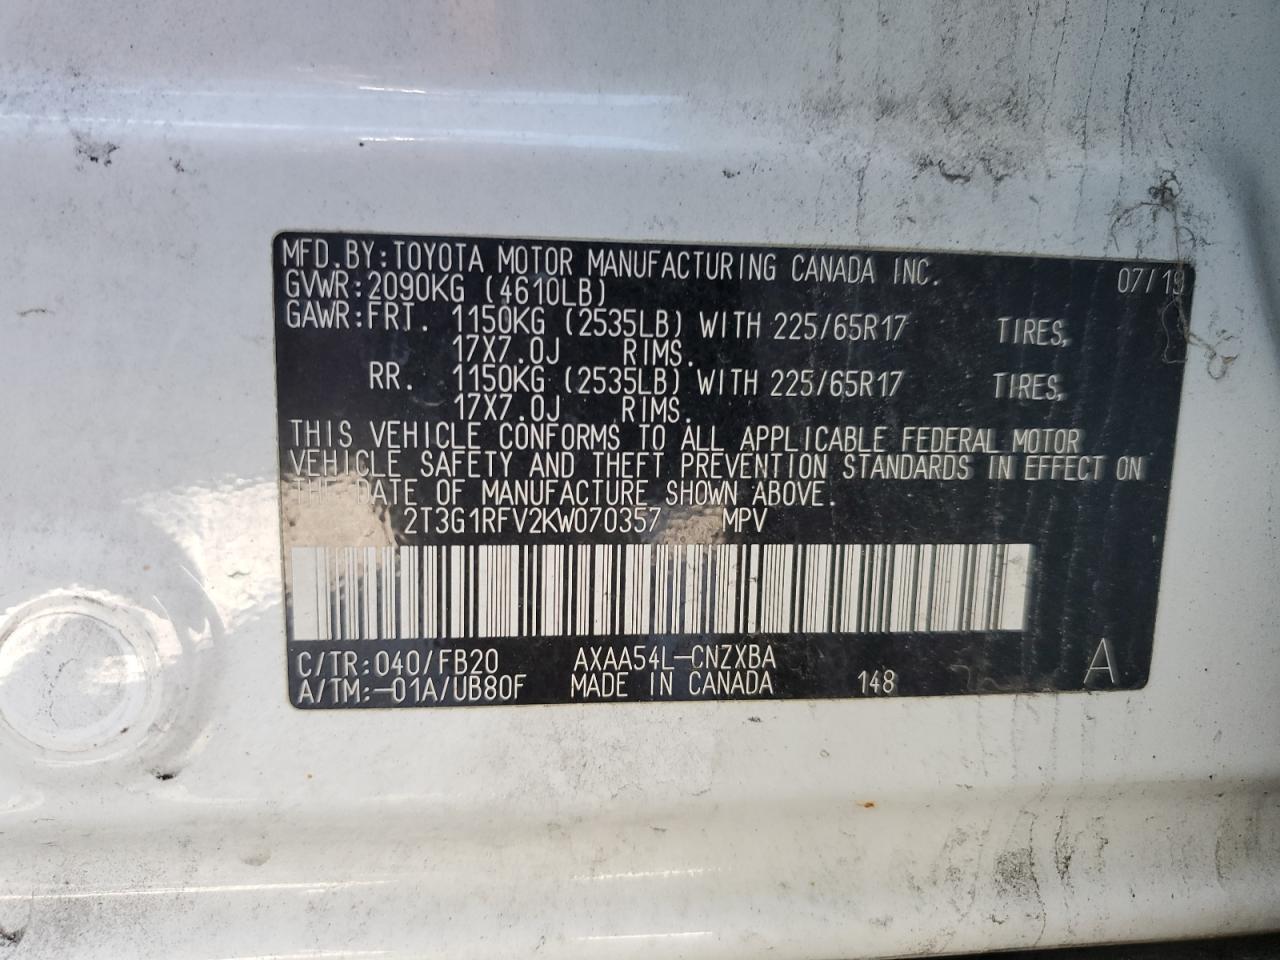 MFD. BY: TOYOTA MOTOR MANUFACTURING CANADA INC. 07/19
GVWR: 2090KG (4610LB)
GAWR: FRT. 1150KG (2535LB) WITH 225/65R17 TIRES,
17X7.0J RIMS.
RR. 1150KG (2535LB) WITH 225/65R17 TIRES,
17X7.0J RIMS.
THIS VEHICLE CONFORMS TO ALL APPLICABLE FEDERAL MOTOR
VEHICLE SAFETY AND THEFT PREVENTION STANDARDS IN EFFECT ON
THE DATE OF MANUFACTURE SHOWN ABOVE.
2T3G1RFV2KW070357 MPV
C/TR: 040/FB20 AXAA54L-CNZXBA A
A/TM: -01A/UB80F MADE IN CANADA 148